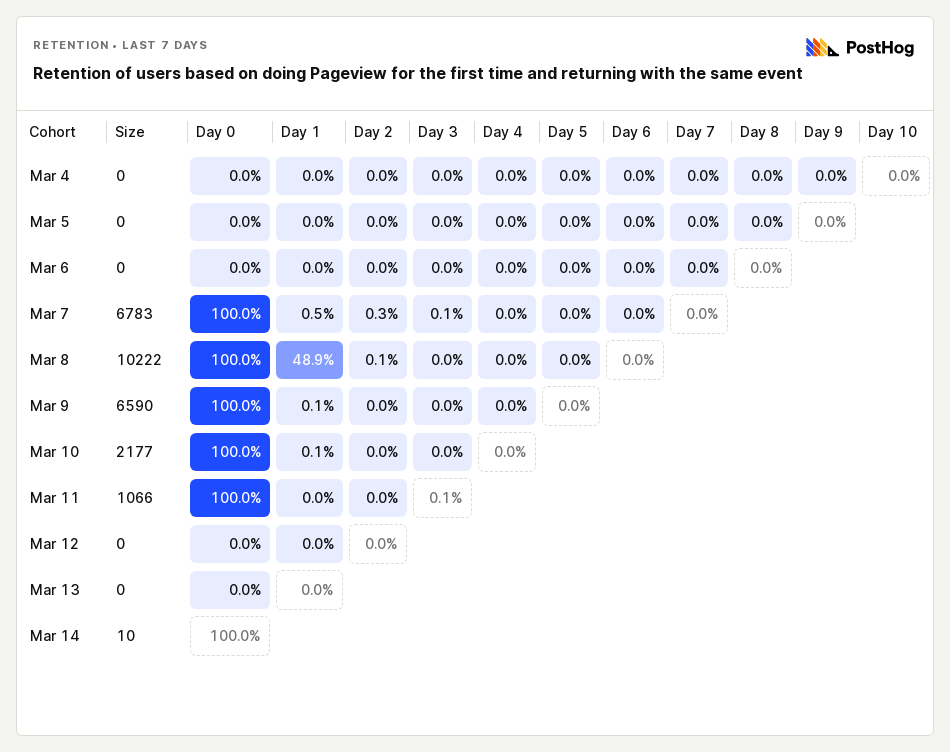 RETENTION • LAST 7 DAYS
PostHog
Retention of users based on doing Pageview for the first time and returning with the same event
Cohort Size Day 0 Day 1 Day 2 Day 3 Day 4 Day 5 Day 6 Day 7 Day 8 Day 9 Day 10
Mar 4 0 0.0% 0.0% 0.0% 0.0% 0.0% 0.0% 0.0% 0.0% 0.0% 0.0% 0.0%
Mar 5 0 0.0% 0.0% 0.0% 0.0% 0.0% 0.0% 0.0% 0.0% 0.0% 0.0%
Mar 6 0 0.0% 0.0% 0.0% 0.0% 0.0% 0.0% 0.0% 0.0% 0.0%
Mar 7 6783 100.0% 0.5% 0.3% 0.1% 0.0% 0.0% 0.0% 0.0%
Mar 8 10222 100.0% 48.9% 0.1% 0.0% 0.0% 0.0% 0.0%
Mar 9 6590 100.0% 0.1% 0.0% 0.0% 0.0% 0.0%
Mar 10 2177 100.0% 0.1% 0.0% 0.0% 0.0%
Mar 11 1066 100.0% 0.0% 0.0% 0.1%
Mar 12 0 0.0% 0.0% 0.0%
Mar 13 0 0.0% 0.0%
Mar 14 10 100.0%